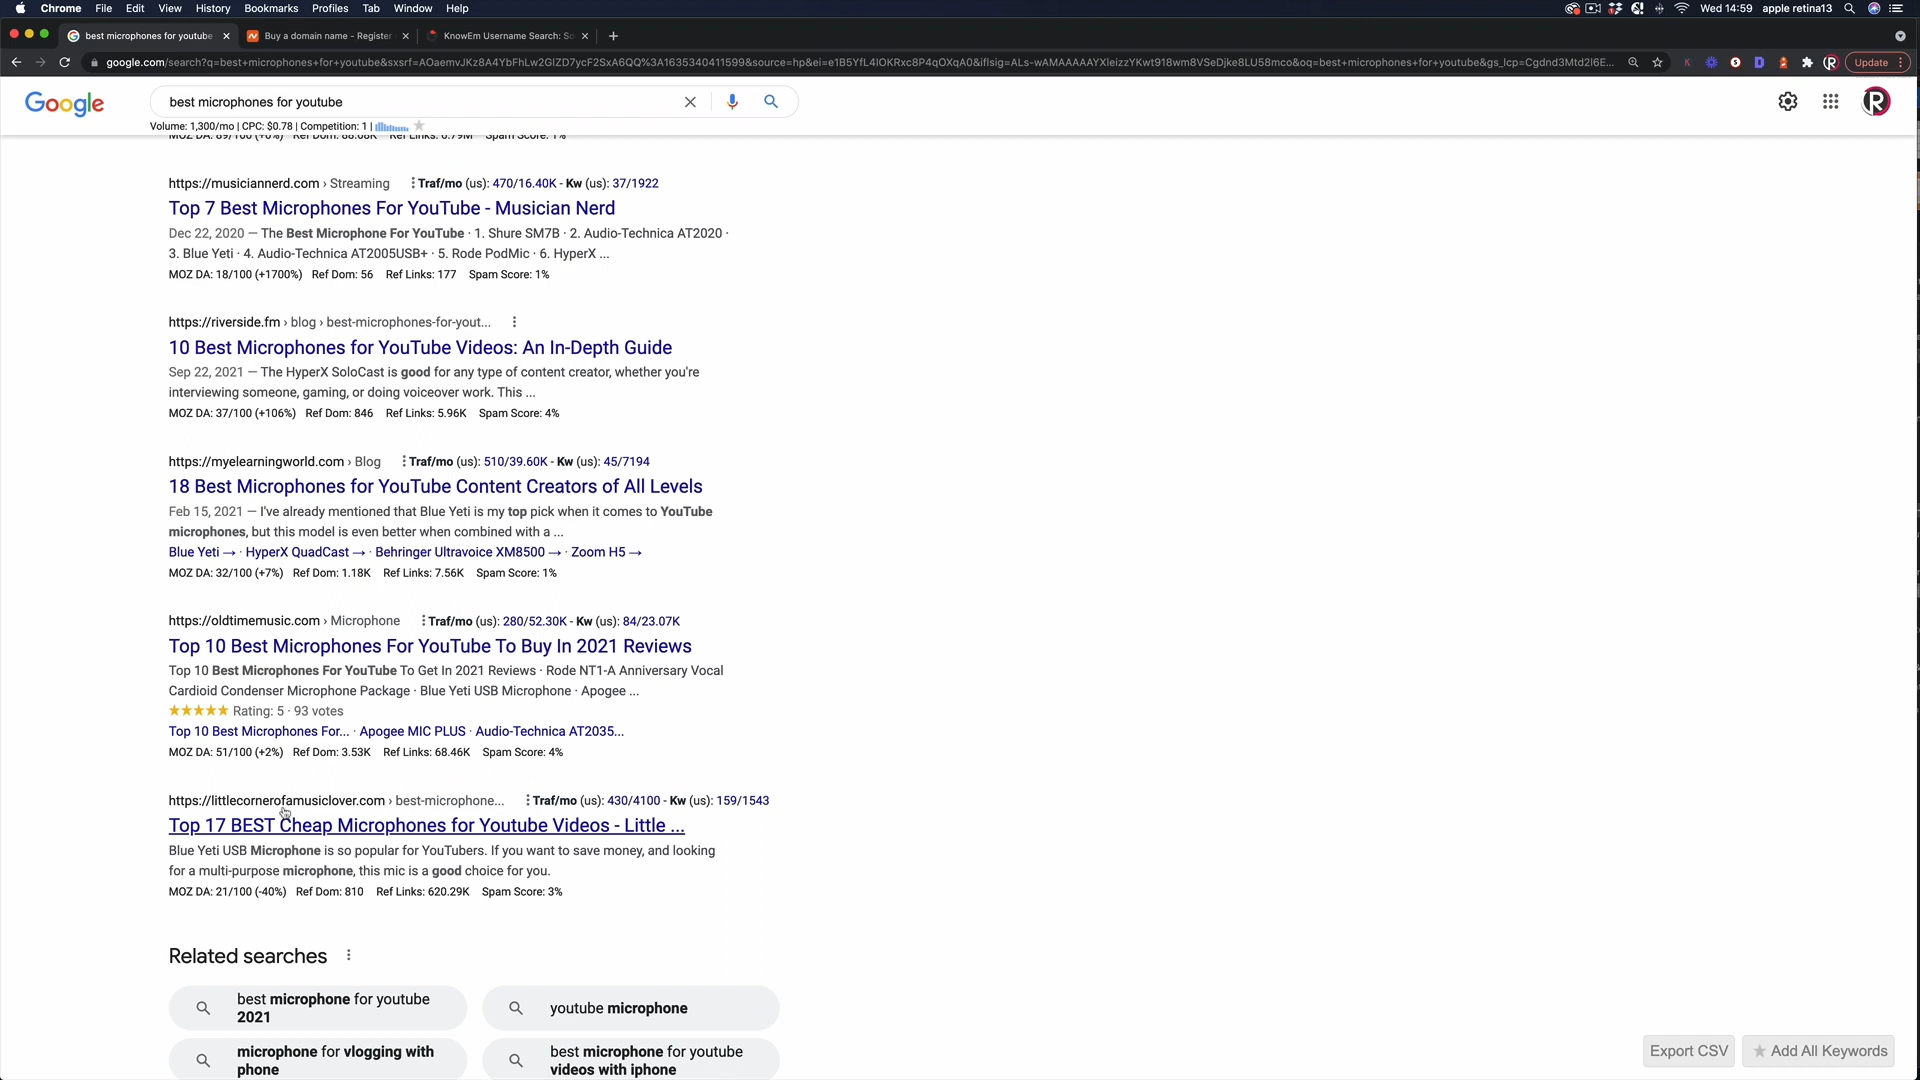 Chrome File Edit View History Bookmarks Profiles Tab Window Help
Wed 14:59 apple retina13
best microphones for youtube
Buy a domain name - Register
KnowEm Username Search: So
Update
Google
best microphones for youtube
Volume: 1,300/mo | CPC: $0.78 | Competition: 1 |
https://musiciannerd.com › Streaming Traf/mo (us): 470/16.40K - Kw (us): 37/1922
Top 7 Best Microphones For YouTube - Musician Nerd
Dec 22, 2020 — The Best Microphone For YouTube · 1. Shure SM7B · 2. Audio-Technica AT2020 ·
3. Blue Yeti · 4. Audio-Technica AT2005USB+ · 5. Rode PodMic · 6. HyperX ...
MOZ DA: 18/100 (+1700%) Ref Dom: 56 Ref Links: 177 Spam Score: 1%
https://riverside.fm › blog › best-microphones-for-yout...
10 Best Microphones for YouTube Videos: An In-Depth Guide
Sep 22, 2021 — The HyperX SoloCast is good for any type of content creator, whether you're
interviewing someone, gaming, or doing voiceover work. This ...
MOZ DA: 37/100 (+106%) Ref Dom: 846 Ref Links: 5.96K Spam Score: 4%
https://myelearningworld.com › Blog Traf/mo (us): 510/39.60K - Kw (us): 45/7194
18 Best Microphones for YouTube Content Creators of All Levels
Feb 15, 2021 — I've already mentioned that Blue Yeti is my top pick when it comes to YouTube
microphones, but this model is even better when combined with a ...
Blue Yeti → · HyperX QuadCast → · Behringer Ultravoice XM8500 → · Zoom H5 →
MOZ DA: 32/100 (+7%) Ref Dom: 1.18K Ref Links: 7.56K Spam Score: 1%
https://oldtimemusic.com › Microphone Traf/mo (us): 280/52.30K - Kw (us): 84/23.07K
Top 10 Best Microphones For YouTube To Buy In 2021 Reviews
Top 10 Best Microphones For YouTube To Get In 2021 Reviews · Rode NT1-A Anniversary Vocal
Cardioid Condenser Microphone Package · Blue Yeti USB Microphone · Apogee ...
★★★★★ Rating: 5 · 93 votes
Top 10 Best Microphones For... · Apogee MIC PLUS · Audio-Technica AT2035...
MOZ DA: 51/100 (+2%) Ref Dom: 3.53K Ref Links: 68.46K Spam Score: 4%
https://littlecornerofamusiclover.com › best-microphone... Traf/mo (us): 430/4100 - Kw (us): 159/1543
Top 17 BEST Cheap Microphones for Youtube Videos - Little ...
Blue Yeti USB Microphone is so popular for YouTubers. If you want to save money, and looking
for a multi-purpose microphone, this mic is a good choice for you.
MOZ DA: 21/100 (-40%) Ref Dom: 810 Ref Links: 620.29K Spam Score: 3%
Related searches
best microphone for youtube
2021
youtube microphone
microphone for vlogging with
phone
best microphone for youtube
videos with iphone
Export CSV
Add All Keywords